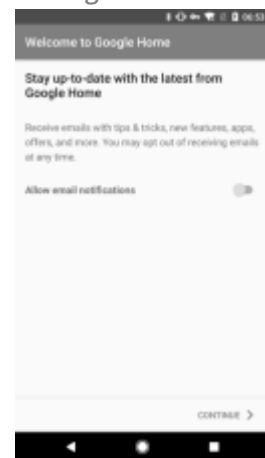 06:53
Welcome to Google Home
Stay up-to-date with the latest from
Google Home
Receive emails with tips & tricks, new features, apps,
offers, and more. You may opt out of receiving emails
at any time.
Allow email notifications
CONTINUE